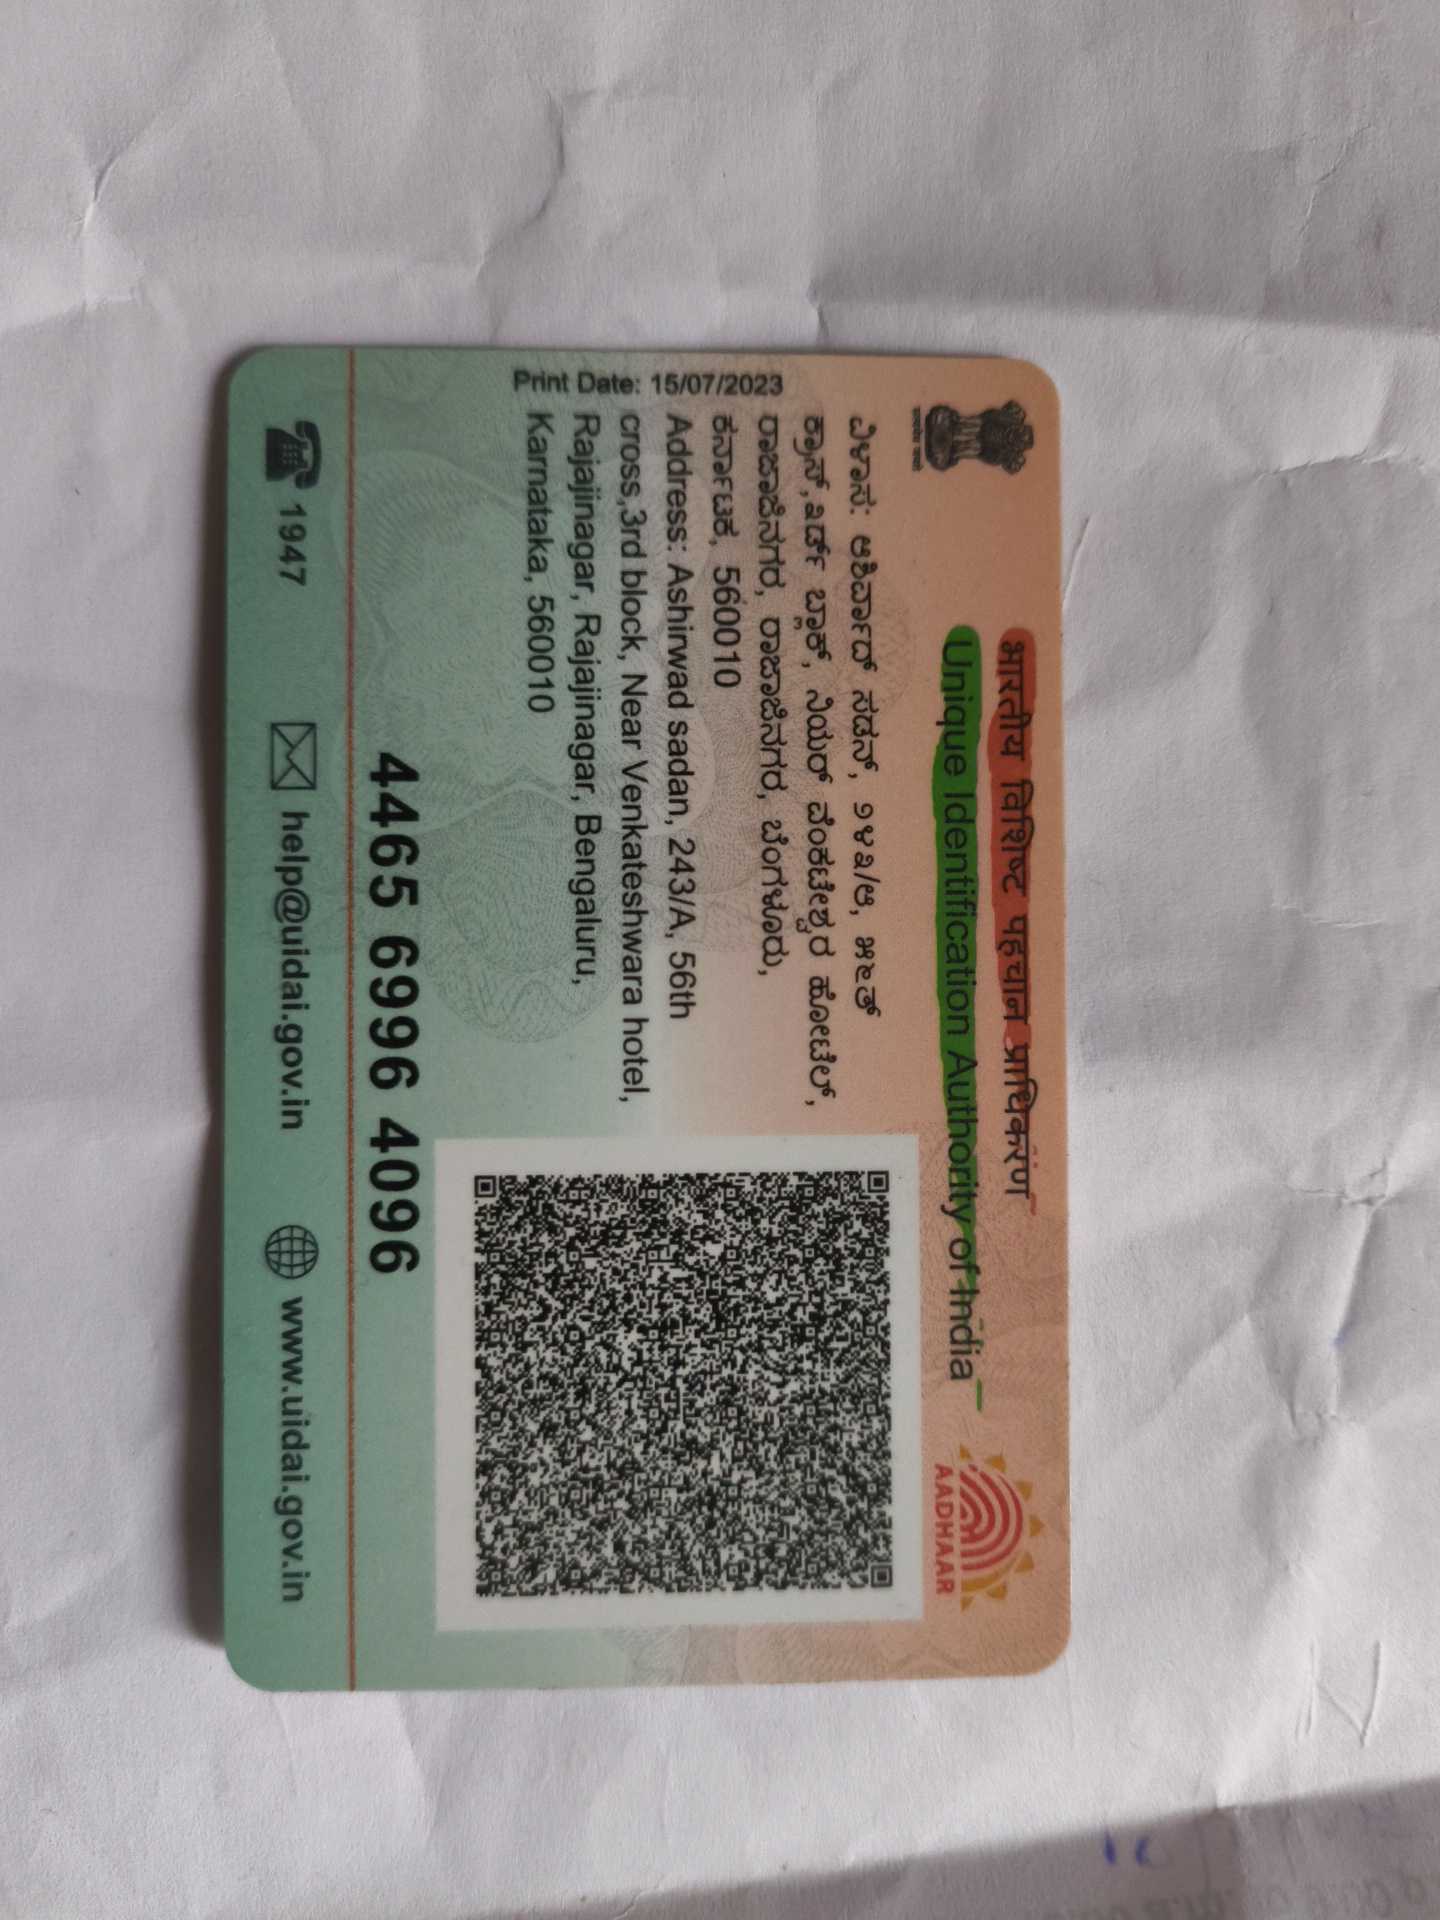 भारतीय विशिष्ट पहचान प्राधिकरण
Unique Identification Authority of India
AADHAAR
Print Date: 15/07/2023
ವಿಳಾಸ: ಆಶಿರ್ವಾದ್ ಸಡನ್, ೨೪೩/ಆ, ೫೬ತ್
ಕ್ರಾಸ್,೩ರ್ಡ್ ಬ್ಲಾಕ್, ನಿಯರ್ ವೆಂಕಟೇಶ್ವರ ಹೋಟೆಲ್,
ರಾಜಾಜಿನಗರ, ರಾಜಾಜಿನಗರ, ಬೆಂಗಳೂರು,
ಕರ್ನಾಟಕ, 560010
Address: Ashirwad sadan, 243/A, 56th
cross,3rd block, Near Venkateshwara hotel,
Rajajinagar, Rajajinagar, Bengaluru,
Karnataka, 560010
4465 6996 4096
1947
help@uidai.gov.in
www.uidai.gov.in